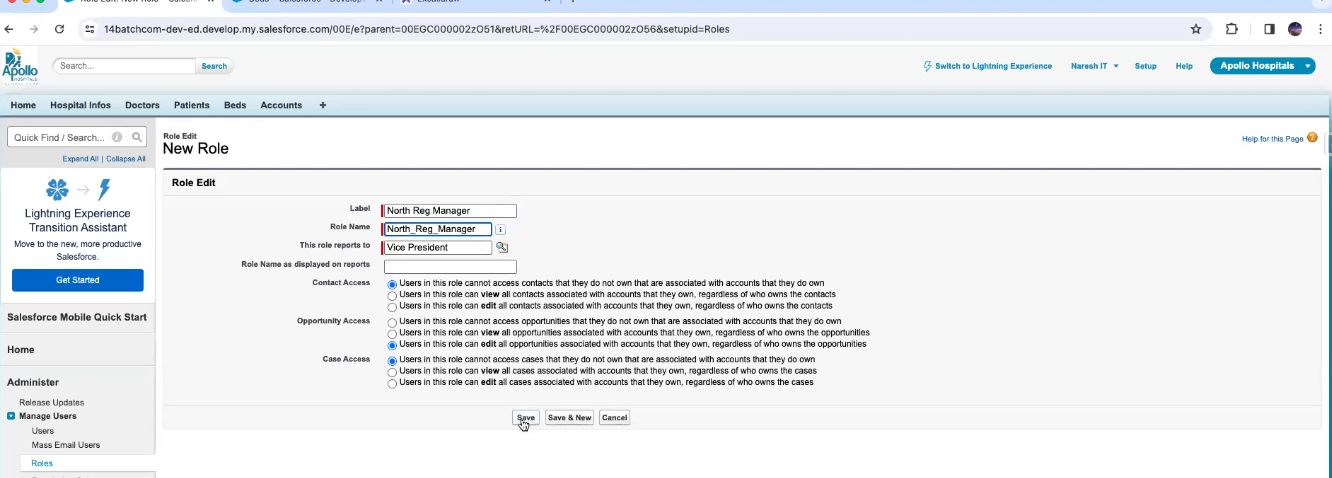 14batchcom-dev-ed.develop.my.salesforce.com/00E/e?parent=00EGC000002zO51&retURL=%2F00EGC000002zO56&setupid=Roles
Apollo
HOSPITALS
Search...
Search
Switch to Lightning Experience
Naresh IT
Setup
Help
Apollo Hospitals
Home
Hospital Infos
Doctors
Patients
Beds
Accounts
+
Quick Find / Search...
Expand All | Collapse All
Lightning Experience
Transition Assistant
Move to the new, more productive
Salesforce.
Get Started
Salesforce Mobile Quick Start
Home
Administer
Release Updates
Manage Users
Users
Mass Email Users
Roles
Role Edit
New Role
Help for this Page
Role Edit
Label North Reg Manager
Role Name North_Reg_Manager
This role reports to Vice President
Role Name as displayed on reports
Contact Access Users in this role cannot access contacts that they do not own that are associated with accounts that they do own
Users in this role can view all contacts associated with accounts that they own, regardless of who owns the contacts
Users in this role can edit all contacts associated with accounts that they own, regardless of who owns the contacts
Opportunity Access Users in this role cannot access opportunities that they do not own that are associated with accounts that they do own
Users in this role can view all opportunities associated with accounts that they own, regardless of who owns the opportunities
Users in this role can edit all opportunities associated with accounts that they own, regardless of who owns the opportunities
Case Access Users in this role cannot access cases that they do not own that are associated with accounts that they do own
Users in this role can view all cases associated with accounts that they own, regardless of who owns the cases
Users in this role can edit all cases associated with accounts that they own, regardless of who owns the cases
Save
Save & New
Cancel